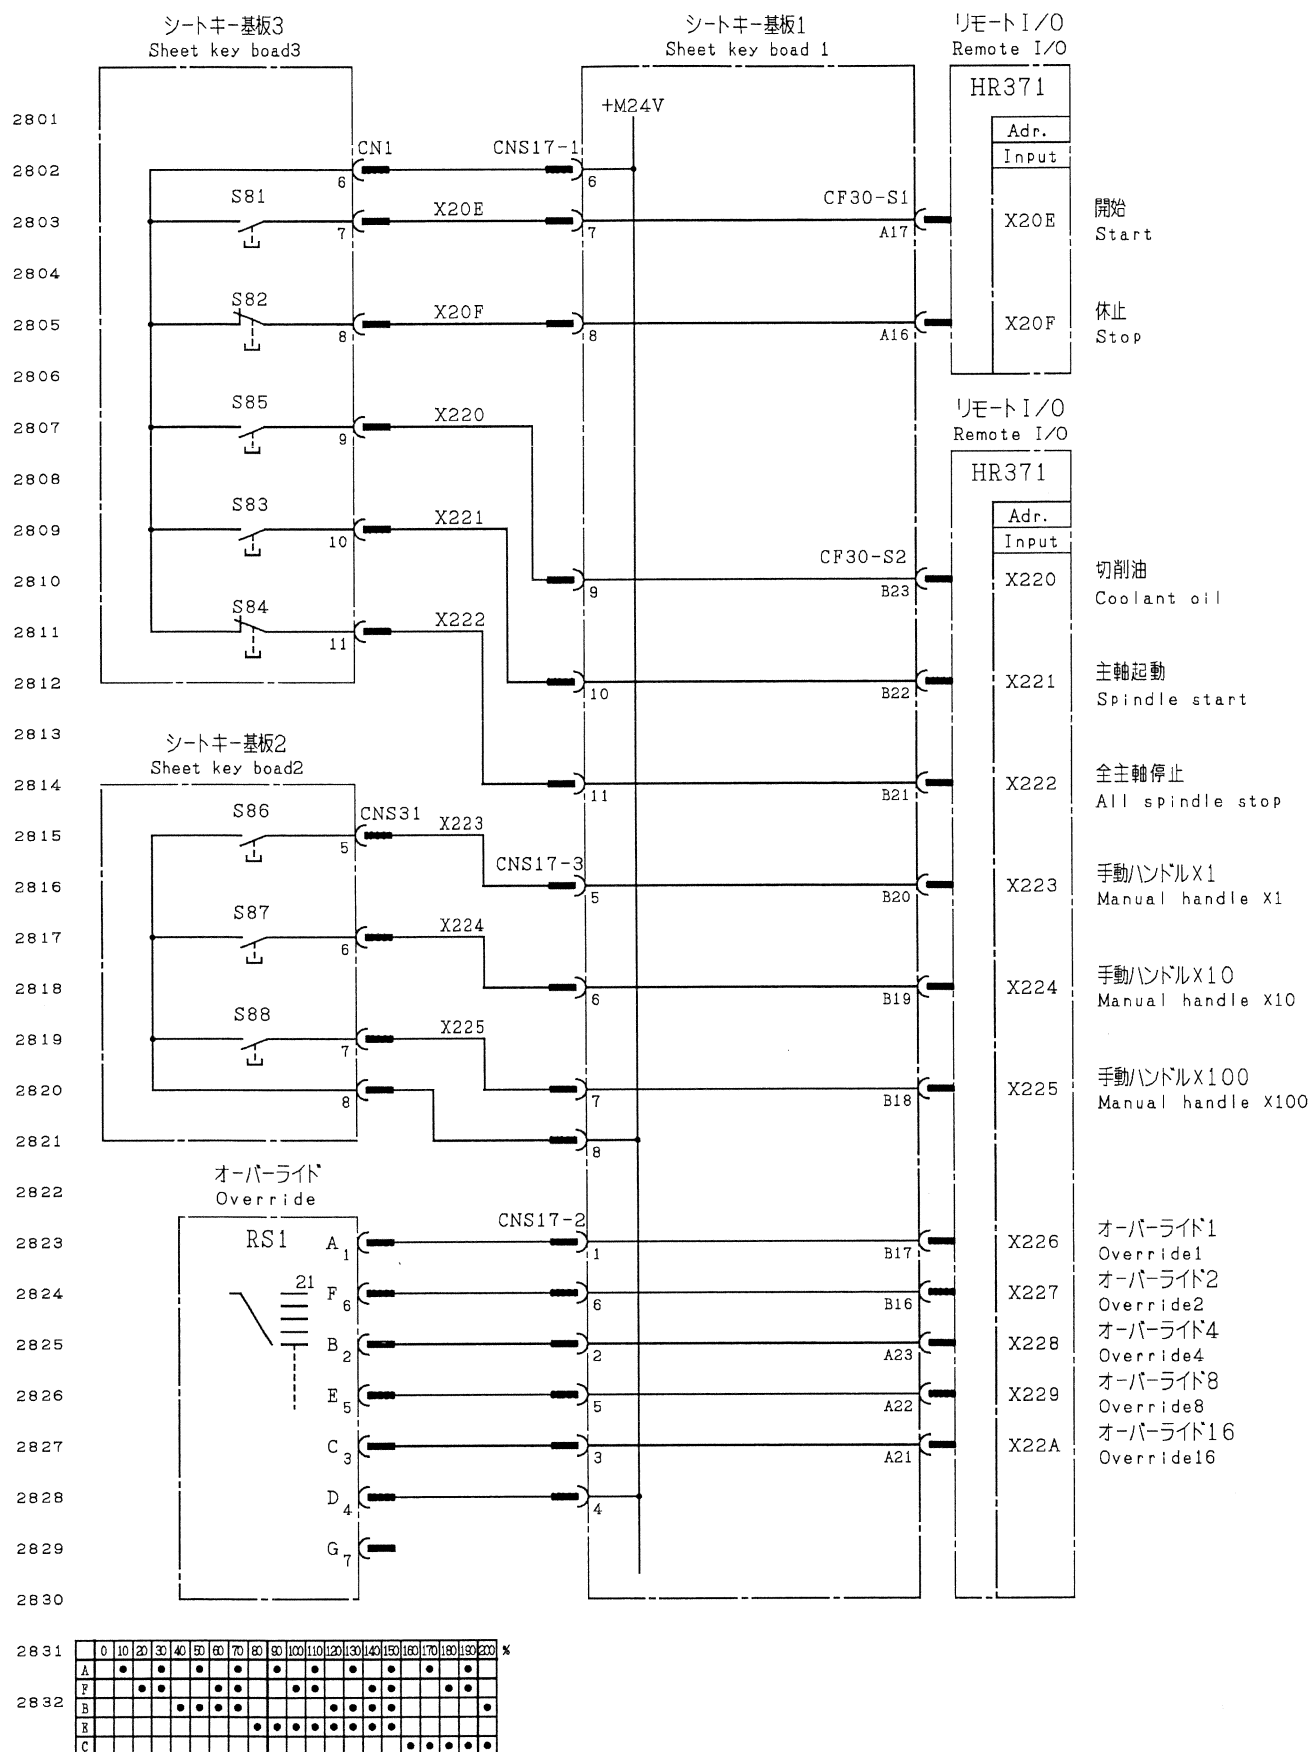 シートキー基板3
Sheet key boad3
シートキー基板1
Sheet key boad 1
リモートI/O
Remote I/O
HR371
+M24V
2801
Adr.
CN1
CNS17-1
Input
2802
6
6
S81
X20E
CF30-S1
2803
7
7
A17
X20E
開始
Start
2804
S82
X20F
2805
8
8
A16
X20F
休止
Stop
2806
S85
X220
リモートI/O
Remote I/O
2807
9
2808
HR371
S83
X221
Adr.
2809
10
Input
CF30-S2
2810
9
B23
X220
切削油
Coolant oil
S84
X222
2811
11
2812
10
B22
X221
主軸起動
Spindle start
2813
シートキー基板2
Sheet key boad2
2814
11
B21
X222
全主軸停止
All spindle stop
S86
CNS31
X223
2815
5
CNS17-3
2816
5
B20
X223
手動ハンドルX1
Manual handle X1
S87
X224
2817
6
2818
6
B19
X224
手動ハンドルX10
Manual handle X10
S88
X225
2819
7
2820
8
7
B18
X225
手動ハンドルX100
Manual handle X100
2821
8
オーバーライド
Override
2822
CNS17-2
2823
RS1
A
1
1
B17
X226
オーバーライド1
Override1
2824
21
F
6
6
B16
X227
オーバーライド2
Override2
2825
B
2
2
A23
X228
オーバーライド4
Override4
2826
E
5
5
A22
X229
オーバーライド8
Override8
2827
C
3
3
A21
X22A
オーバーライド16
Override16
2828
D
4
4
2829
G
7
2830
2831
0 10 20 30 40 50 60 70 80 90 100 110 120 130 140 150 160 170 180 190 200 %
A
F
2832
B
E
C